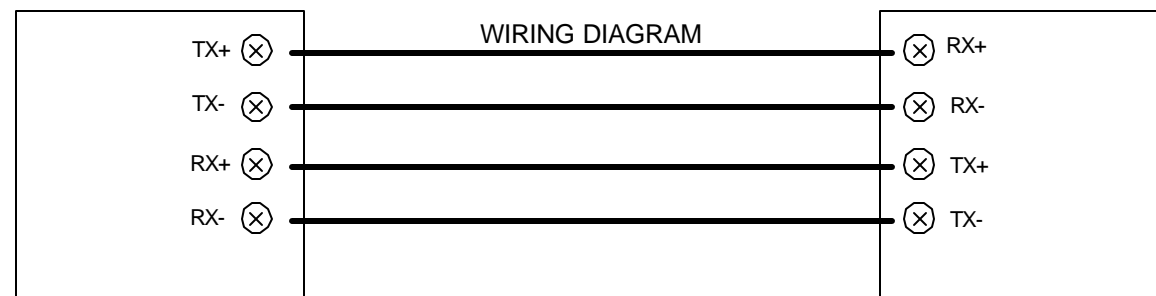 WIRING DIAGRAM
TX+ RX+
TX- RX-
RX+ TX+
RX- TX-